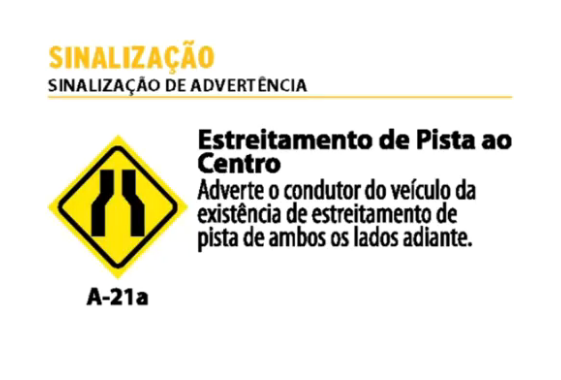 SINALIZAÇÃO
SINALIZAÇÃO DE ADVERTÊNCIA
Estreitamento de Pista ao
Centro
Adverte o condutor do veículo da
existência de estreitamento de
pista de ambos os lados adiante.
A-21a